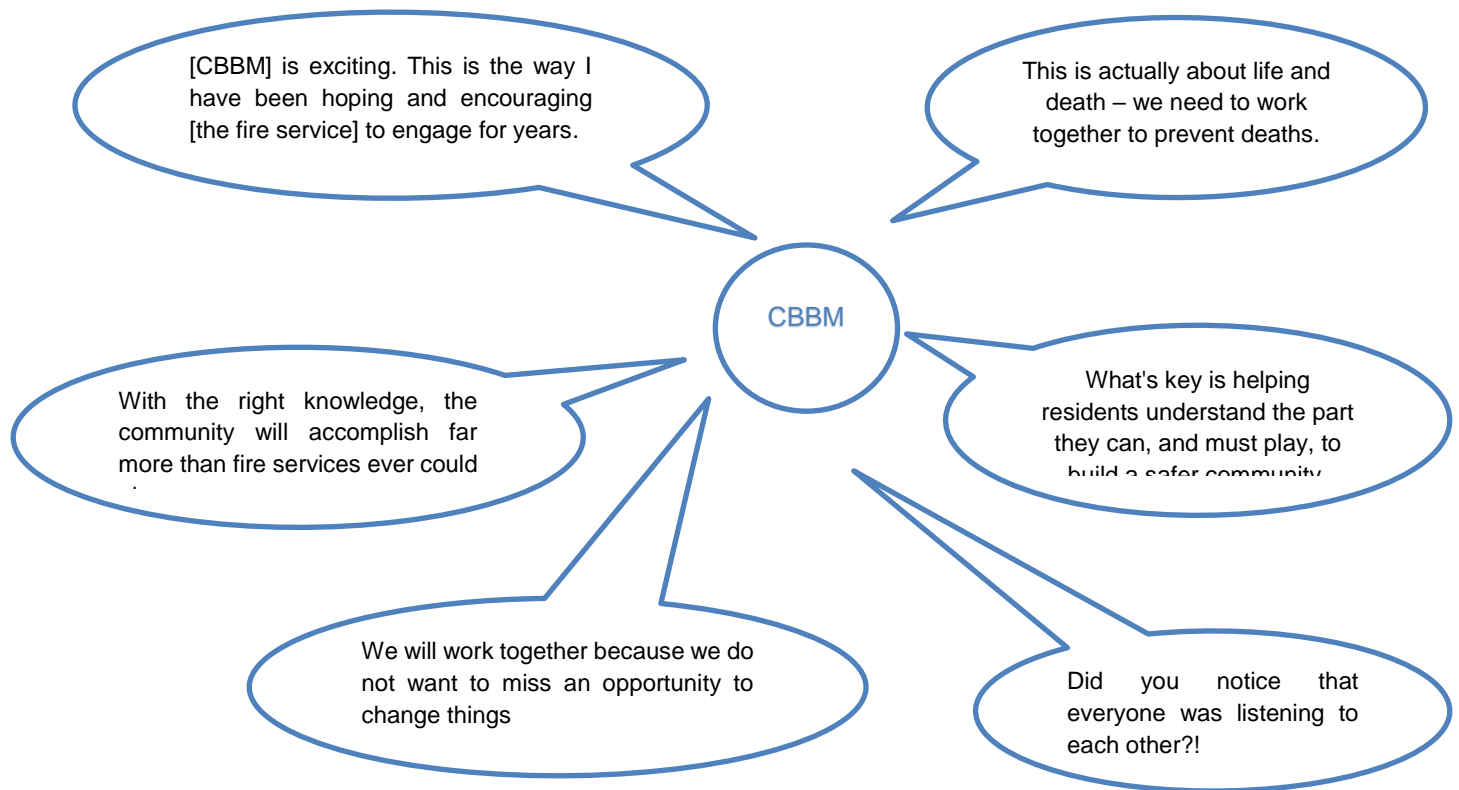 [CBBM] is exciting. This is the way I
have been hoping and encouraging
[the fire service] to engage for years.
This is actually about life and
death – we need to work
together to prevent deaths.
CBBM
With the right knowledge, the
community will accomplish far
more than fire services ever could
What's key is helping
residents understand the part
they can, and must play, to
build a safer community
We will work together because we do
not want to miss an opportunity to
change things
Did you notice that
everyone was listening to
each other?!